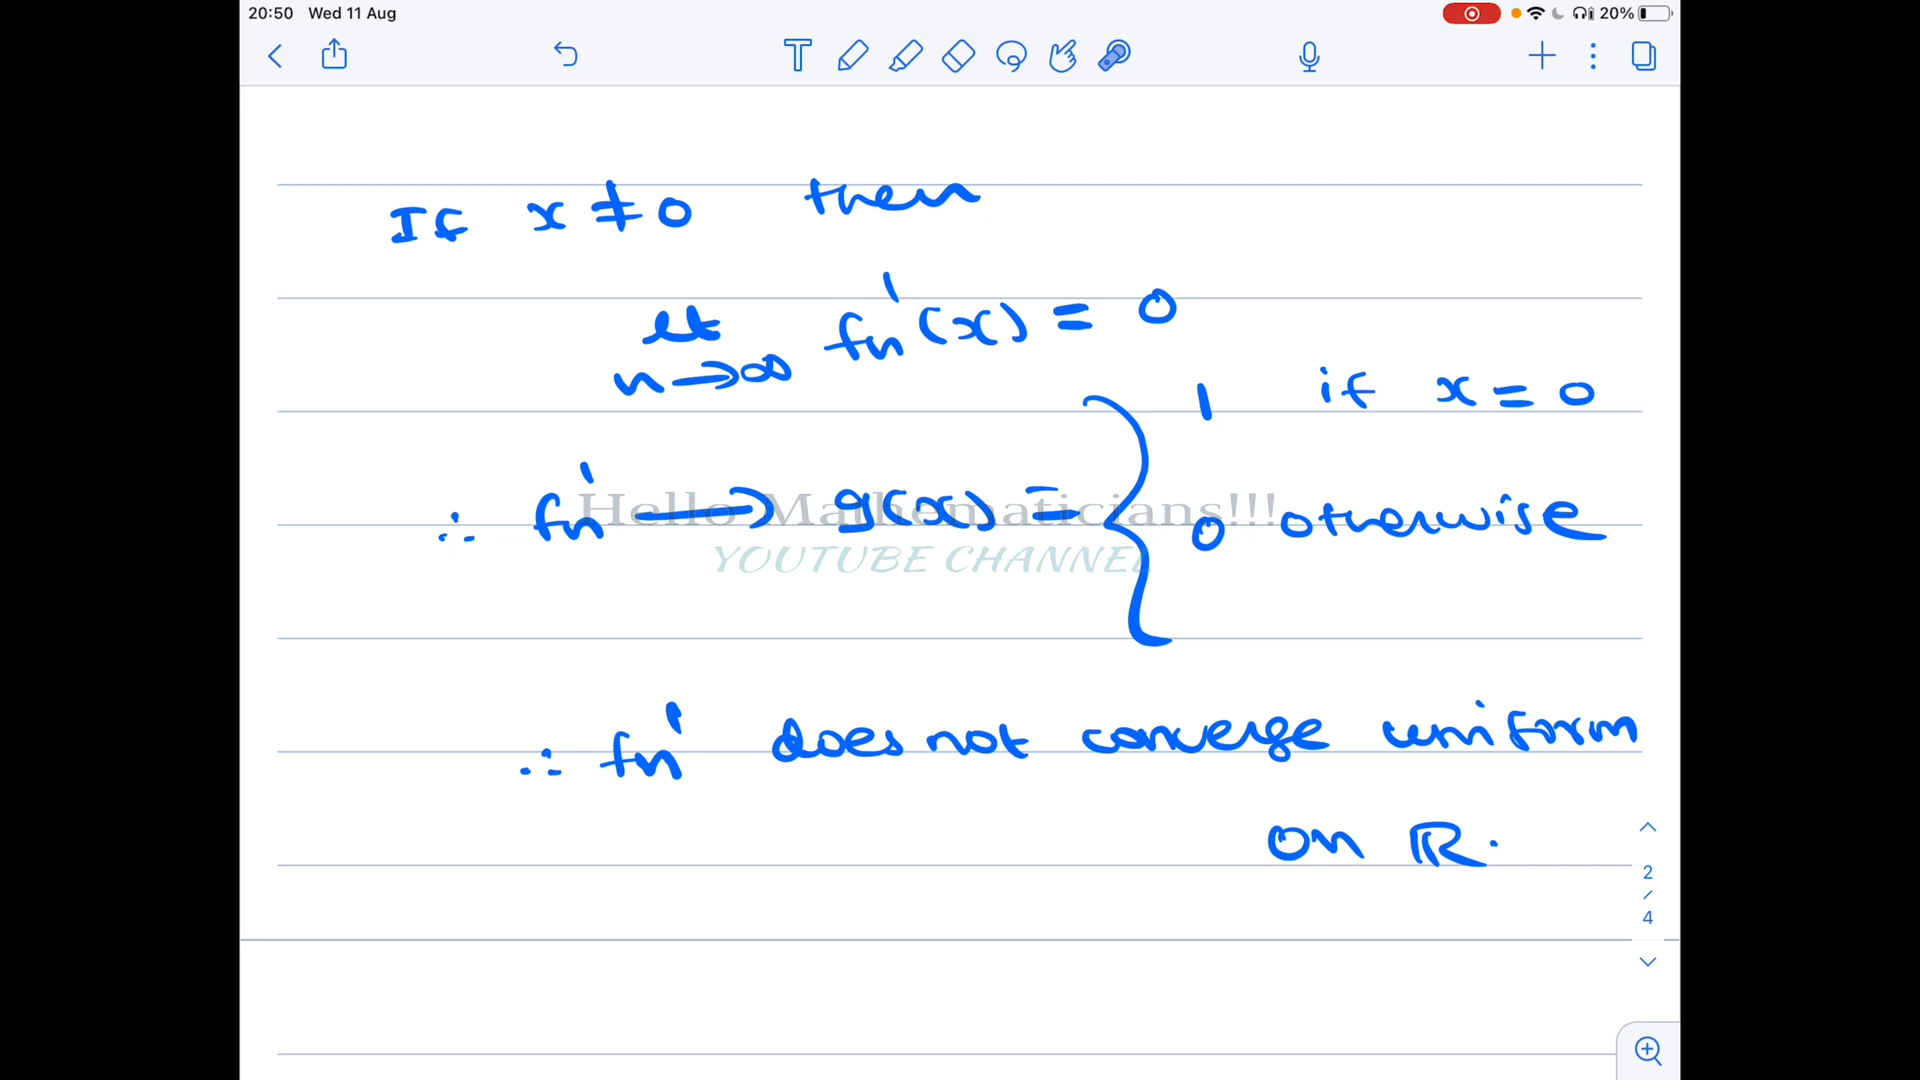 20:50 Wed 11 Aug 20%
If x ≠ 0 then
lt n→∞ fn'(x) = 0
1 if x = 0
∴ fn' → g(x) = { 0 otherwise
Hello Mathematicians!!!
YOUTUBE CHANNEL
∴ fn' does not converge uniform
on ℝ.
2
/
4